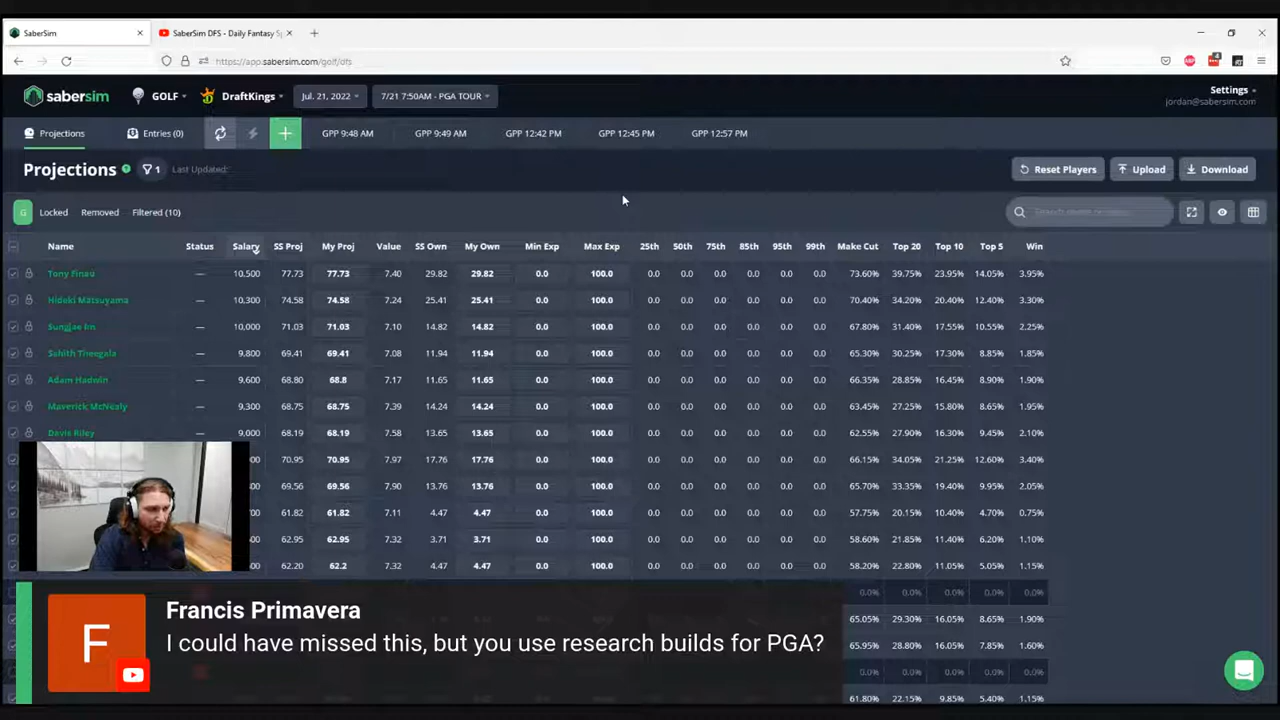 SaberSim
SaberSim DFS - Daily Fantasy Sp
https://app.sabersim.com/golf/dfs
4
sabersim
GOLF
DraftKings
Jul. 21, 2022
7/21 7:50AM - PGA TOUR
Settings
jordan@sabersim.com
Projections
Entries (0)
GPP 9:48 AM
GPP 9:49 AM
GPP 12:42 PM
GPP 12:45 PM
GPP 12:57 PM
Projections
1
Last Updated:
Reset Players
Upload
Download
G
Locked
Removed
Filtered (10)
Name Status Salary SS Proj My Proj Value SS Own My Own Min Exp Max Exp 25th 50th 75th 85th 95th 99th Make Cut Top 20 Top 10 Top 5 Win
Tony Finau — 10,500 77.73 77.73 7.40 29.82 29.82 0.0 100.0 0.0 0.0 0.0 0.0 0.0 0.0 73.60% 39.75% 23.95% 14.05% 3.95%
Hideki Matsuyama — 10,300 74.58 74.58 7.24 25.41 25.41 0.0 100.0 0.0 0.0 0.0 0.0 0.0 0.0 70.40% 34.20% 20.40% 12.40% 3.30%
Sungjae Im — 10,000 71.03 71.03 7.10 14.82 14.82 0.0 100.0 0.0 0.0 0.0 0.0 0.0 0.0 67.80% 31.40% 17.55% 10.55% 2.25%
Sahith Theegala — 9,800 69.41 69.41 7.08 11.94 11.94 0.0 100.0 0.0 0.0 0.0 0.0 0.0 0.0 65.30% 30.25% 17.30% 8.85% 1.85%
Adam Hadwin — 9,600 68.80 68.8 7.17 11.65 11.65 0.0 100.0 0.0 0.0 0.0 0.0 0.0 0.0 66.35% 28.85% 16.45% 8.90% 1.90%
Maverick McNealy — 9,300 68.75 68.75 7.39 14.24 14.24 0.0 100.0 0.0 0.0 0.0 0.0 0.0 0.0 63.45% 27.25% 15.80% 8.65% 1.95%
Davis Riley — 9,000 68.19 68.19 7.58 13.65 13.65 0.0 100.0 0.0 0.0 0.0 0.0 0.0 0.0 62.55% 27.90% 16.30% 9.45% 2.10%
70.95 70.95 7.97 17.76 17.76 0.0 100.0 0.0 0.0 0.0 0.0 0.0 0.0 66.15% 34.05% 21.25% 12.60% 3.40%
69.56 69.56 7.90 13.76 13.76 0.0 100.0 0.0 0.0 0.0 0.0 0.0 0.0 65.70% 33.35% 19.40% 9.95% 2.05%
61.82 61.82 7.11 4.47 4.47 0.0 100.0 0.0 0.0 0.0 0.0 0.0 0.0 57.75% 20.15% 10.40% 4.70% 0.75%
62.95 62.95 7.32 3.71 3.71 0.0 100.0 0.0 0.0 0.0 0.0 0.0 0.0 58.60% 21.85% 11.40% 6.20% 1.10%
62.20 62.2 7.32 4.47 4.47 0.0 100.0 0.0 0.0 0.0 0.0 0.0 0.0 58.20% 22.80% 11.05% 5.05% 1.15%
0.0% 0.0% 0.0% 0.0% 0.0%
65.05% 29.30% 16.05% 8.65% 1.90%
65.95% 28.80% 16.05% 7.85% 1.60%
0.0% 0.0% 0.0% 0.0% 0.0%
61.80% 22.15% 9.85% 5.40% 1.15%
F
Francis Primavera
I could have missed this, but you use research builds for PGA?